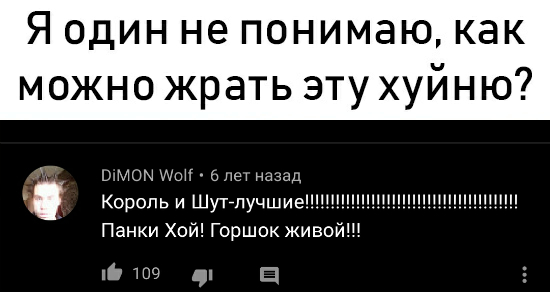 Я один не понимаю, как
можно жрать эту хуйню?
DiMON Wolf • 6 лет назад
Король и Шут-лучшие!!!!!!!!!!!!!!!!!!!!!!!!!!!!!!!!!!!!!!!!!!!
Панки Хой! Горшок живой!!!
109